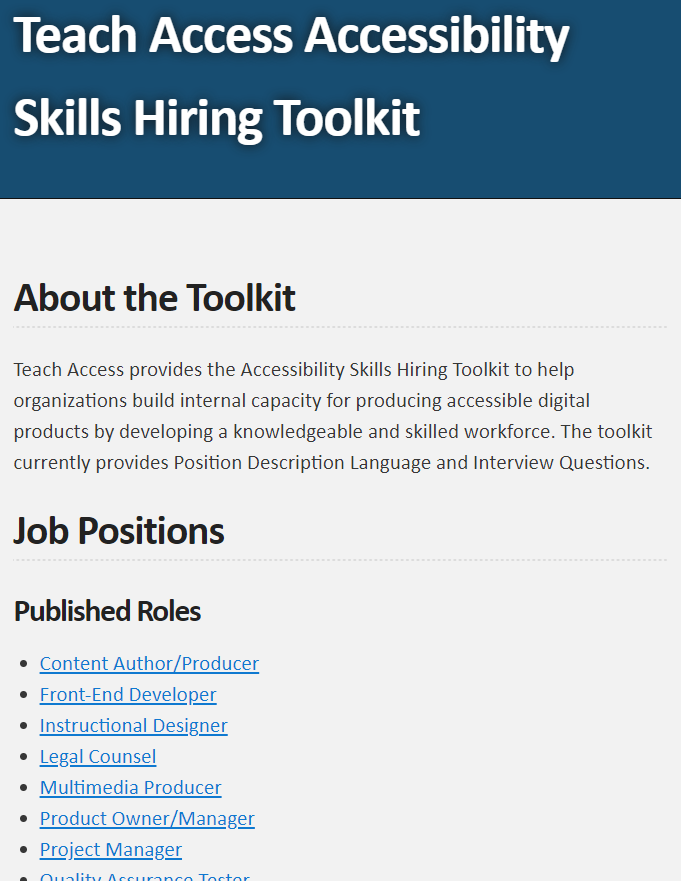 Teach Access Accessibility
Skills Hiring Toolkit
About the Toolkit
Teach Access provides the Accessibility Skills Hiring Toolkit to help
organizations build internal capacity for producing accessible digital
products by developing a knowledgeable and skilled workforce. The toolkit
currently provides Position Description Language and Interview Questions.
Job Positions
Published Roles
Content Author/Producer
Front-End Developer
Instructional Designer
Legal Counsel
Multimedia Producer
Product Owner/Manager
Project Manager
Quality Assurance Tester